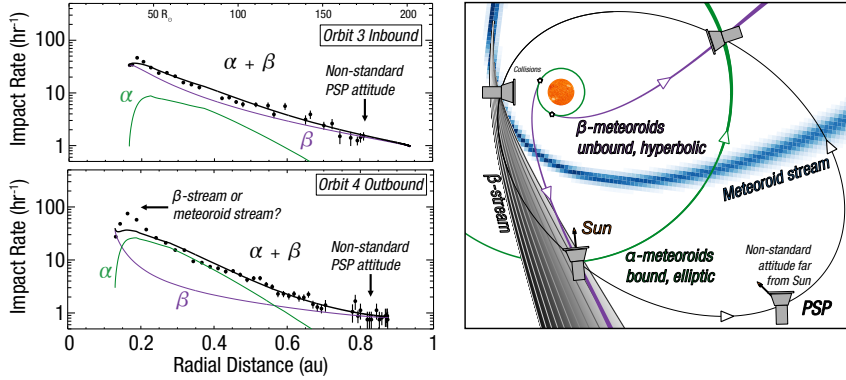 50 R☉ 100 150 200
Orbit 3 Inbound
Impact Rate (hr⁻¹)
100
10
1
α + β
α
β
Non-standard
PSP attitude
Orbit 4 Outbound
Impact Rate (hr⁻¹)
100
10
1
β-stream or
meteoroid stream?
α + β
α
β
Non-standard
PSP attitude
0 0.2 0.4 0.6 0.8 1
Radial Distance (au)
Collisions
β-meteoroids
unbound, hyperbolic
Meteoroid stream
β-stream
Sun
α-meteoroids
bound, elliptic
Non-standard
attitude far
from Sun
PSP